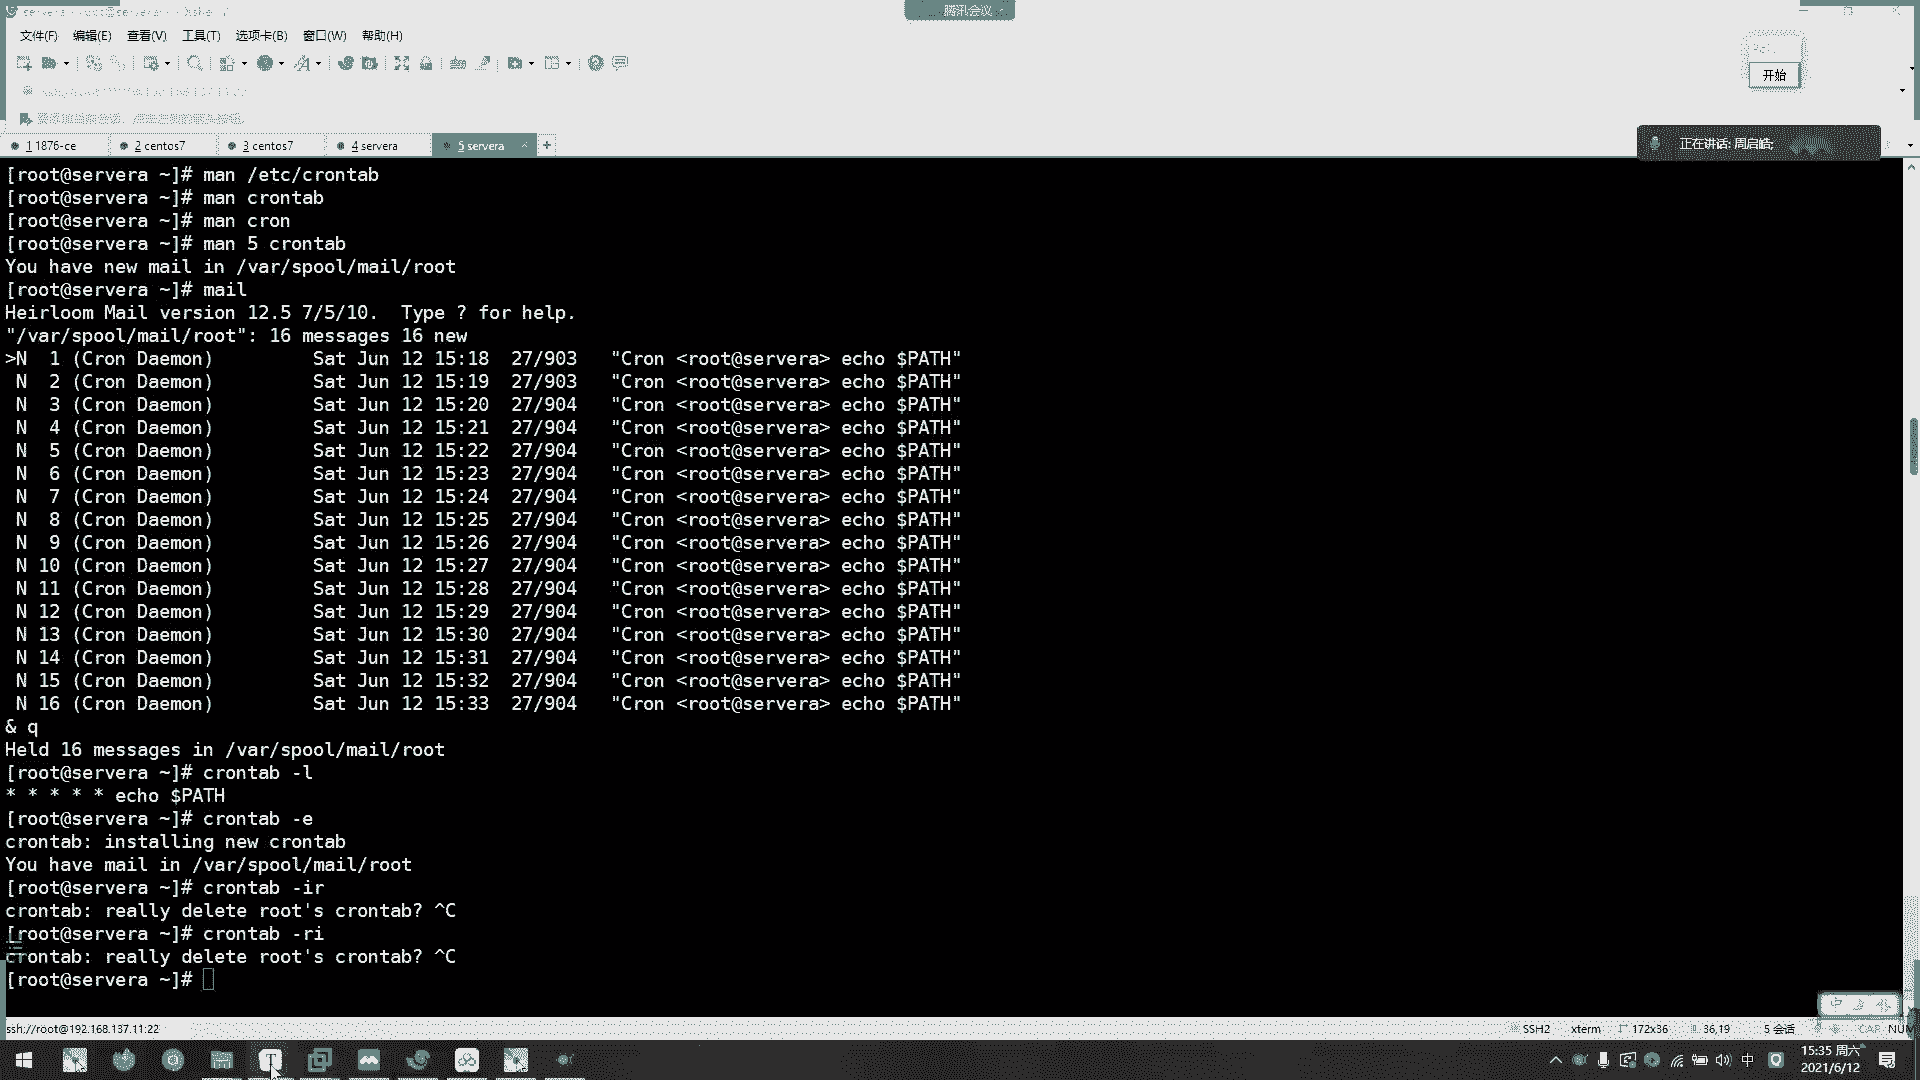 腾讯会议
文件(F) 编辑(E) 查看(V) 工具(T) 选项卡(B) 窗口(W) 帮助(H)
开始
1 1876-ce 2 centos7 3 centos7 4 servera 5 servera × +
正在讲话: 周启皓;
[root@servera ~]# man /etc/crontab
[root@servera ~]# man crontab
[root@servera ~]# man cron
[root@servera ~]# man 5 crontab
You have new mail in /var/spool/mail/root
[root@servera ~]# mail
Heirloom Mail version 12.5 7/5/10.  Type ? for help.
"/var/spool/mail/root": 16 messages 16 new
>N  1 (Cron Daemon)         Sat Jun 12 15:18  27/903   "Cron <root@servera> echo $PATH"
 N  2 (Cron Daemon)         Sat Jun 12 15:19  27/903   "Cron <root@servera> echo $PATH"
 N  3 (Cron Daemon)         Sat Jun 12 15:20  27/904   "Cron <root@servera> echo $PATH"
 N  4 (Cron Daemon)         Sat Jun 12 15:21  27/904   "Cron <root@servera> echo $PATH"
 N  5 (Cron Daemon)         Sat Jun 12 15:22  27/904   "Cron <root@servera> echo $PATH"
 N  6 (Cron Daemon)         Sat Jun 12 15:23  27/904   "Cron <root@servera> echo $PATH"
 N  7 (Cron Daemon)         Sat Jun 12 15:24  27/904   "Cron <root@servera> echo $PATH"
 N  8 (Cron Daemon)         Sat Jun 12 15:25  27/904   "Cron <root@servera> echo $PATH"
 N  9 (Cron Daemon)         Sat Jun 12 15:26  27/904   "Cron <root@servera> echo $PATH"
 N 10 (Cron Daemon)         Sat Jun 12 15:27  27/904   "Cron <root@servera> echo $PATH"
 N 11 (Cron Daemon)         Sat Jun 12 15:28  27/904   "Cron <root@servera> echo $PATH"
 N 12 (Cron Daemon)         Sat Jun 12 15:29  27/904   "Cron <root@servera> echo $PATH"
 N 13 (Cron Daemon)         Sat Jun 12 15:30  27/904   "Cron <root@servera> echo $PATH"
 N 14 (Cron Daemon)         Sat Jun 12 15:31  27/904   "Cron <root@servera> echo $PATH"
 N 15 (Cron Daemon)         Sat Jun 12 15:32  27/904   "Cron <root@servera> echo $PATH"
 N 16 (Cron Daemon)         Sat Jun 12 15:33  27/904   "Cron <root@servera> echo $PATH"
& q
Held 16 messages in /var/spool/mail/root
[root@servera ~]# crontab -l
* * * * * echo $PATH
[root@servera ~]# crontab -e
crontab: installing new crontab
You have mail in /var/spool/mail/root
[root@servera ~]# crontab -ir
crontab: really delete root's crontab? ^C
[root@servera ~]# crontab -ri
crontab: really delete root's crontab? ^C
[root@servera ~]#
ssh://root@192.168.137.11:22 SSH2 xterm 172x36 36,19 5 会话 CAP NUM
中
15:35 周六
2021/6/12